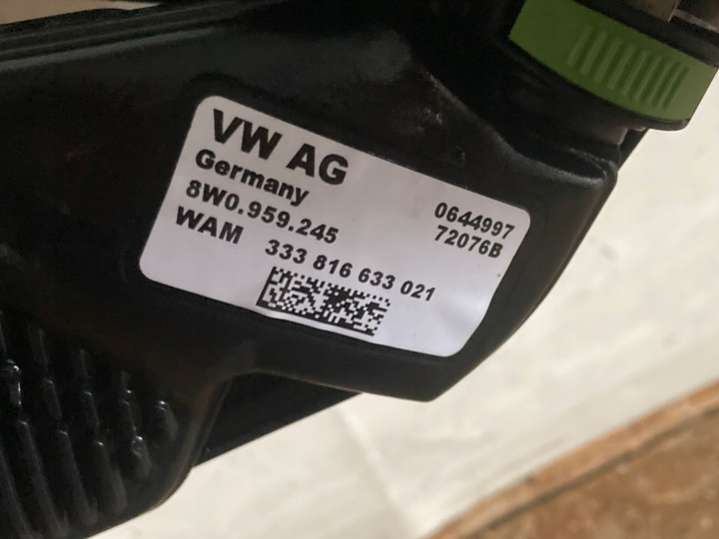 VW AG
Germany
8W0.959.245 0644997
WAM 72076B
333 816 633 021